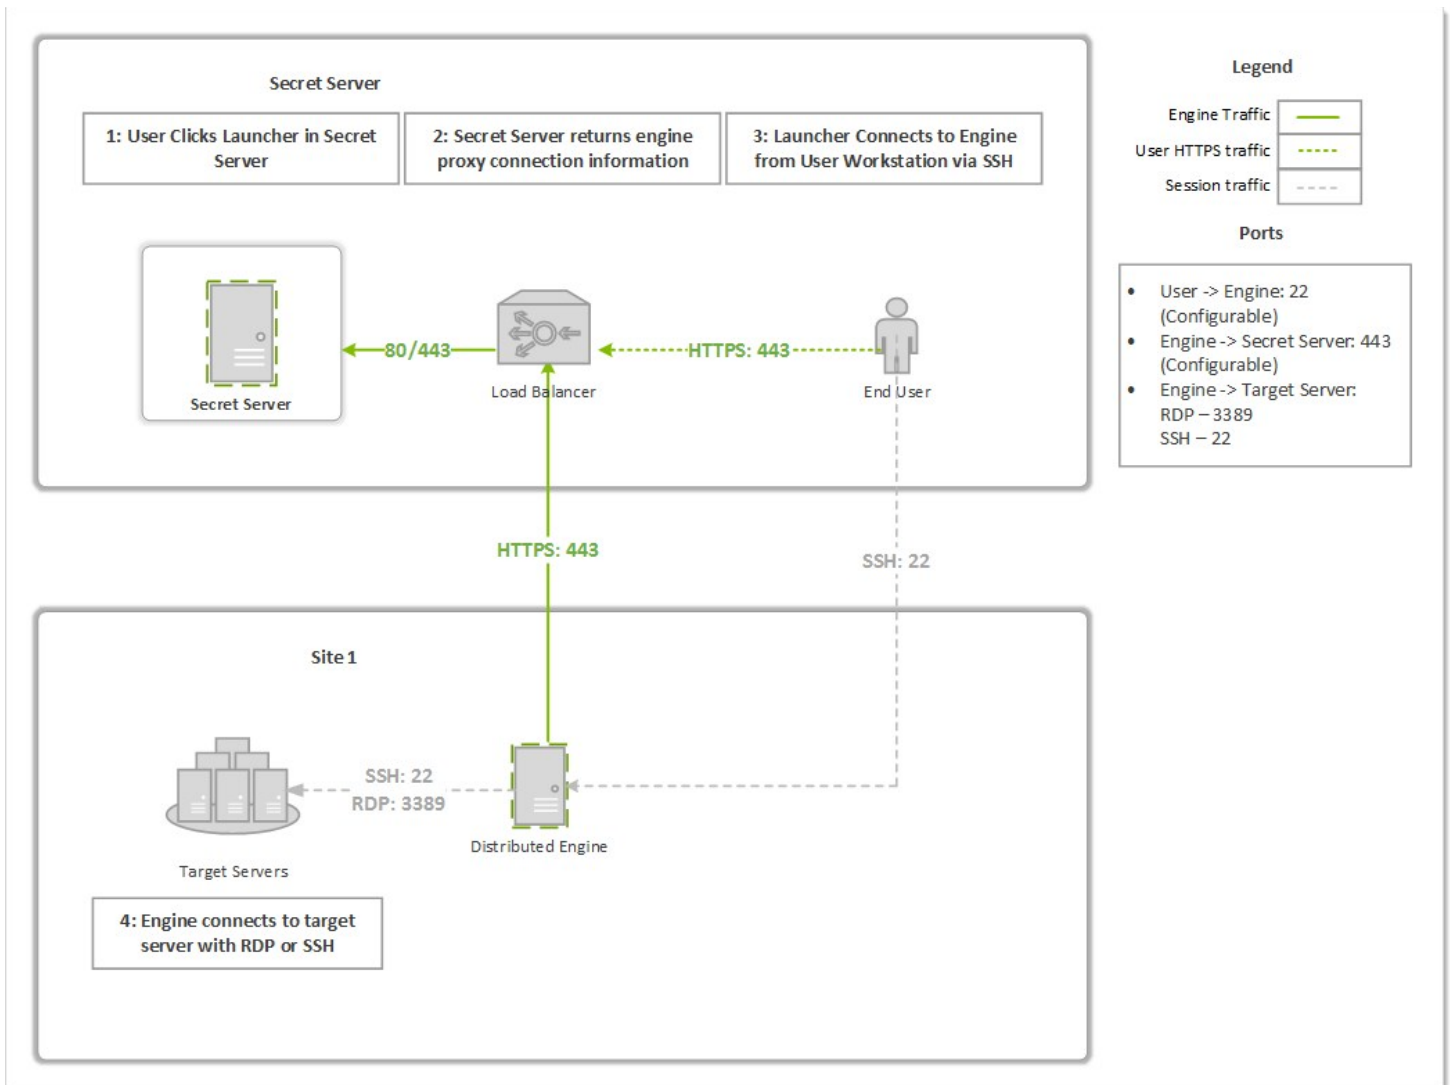 Secret Server
1: User Clicks Launcher in Secret
Server
2: Secret Server returns engine
proxy connection information
3: Launcher Connects to Engine
from User Workstation via SSH
Legend
Engine Traffic
User HTTPS traffic
Session traffic
Ports
• User -> Engine: 22
(Configurable)
• Engine -> Secret Server: 443
(Configurable)
• Engine -> Target Server:
RDP – 3389
SSH – 22
80/443
HTTPS: 443
Secret Server
Load Balancer
End User
HTTPS: 443
SSH: 22
Site 1
SSH: 22
RDP: 3389
Distributed Engine
Target Servers
4: Engine connects to target
server with RDP or SSH